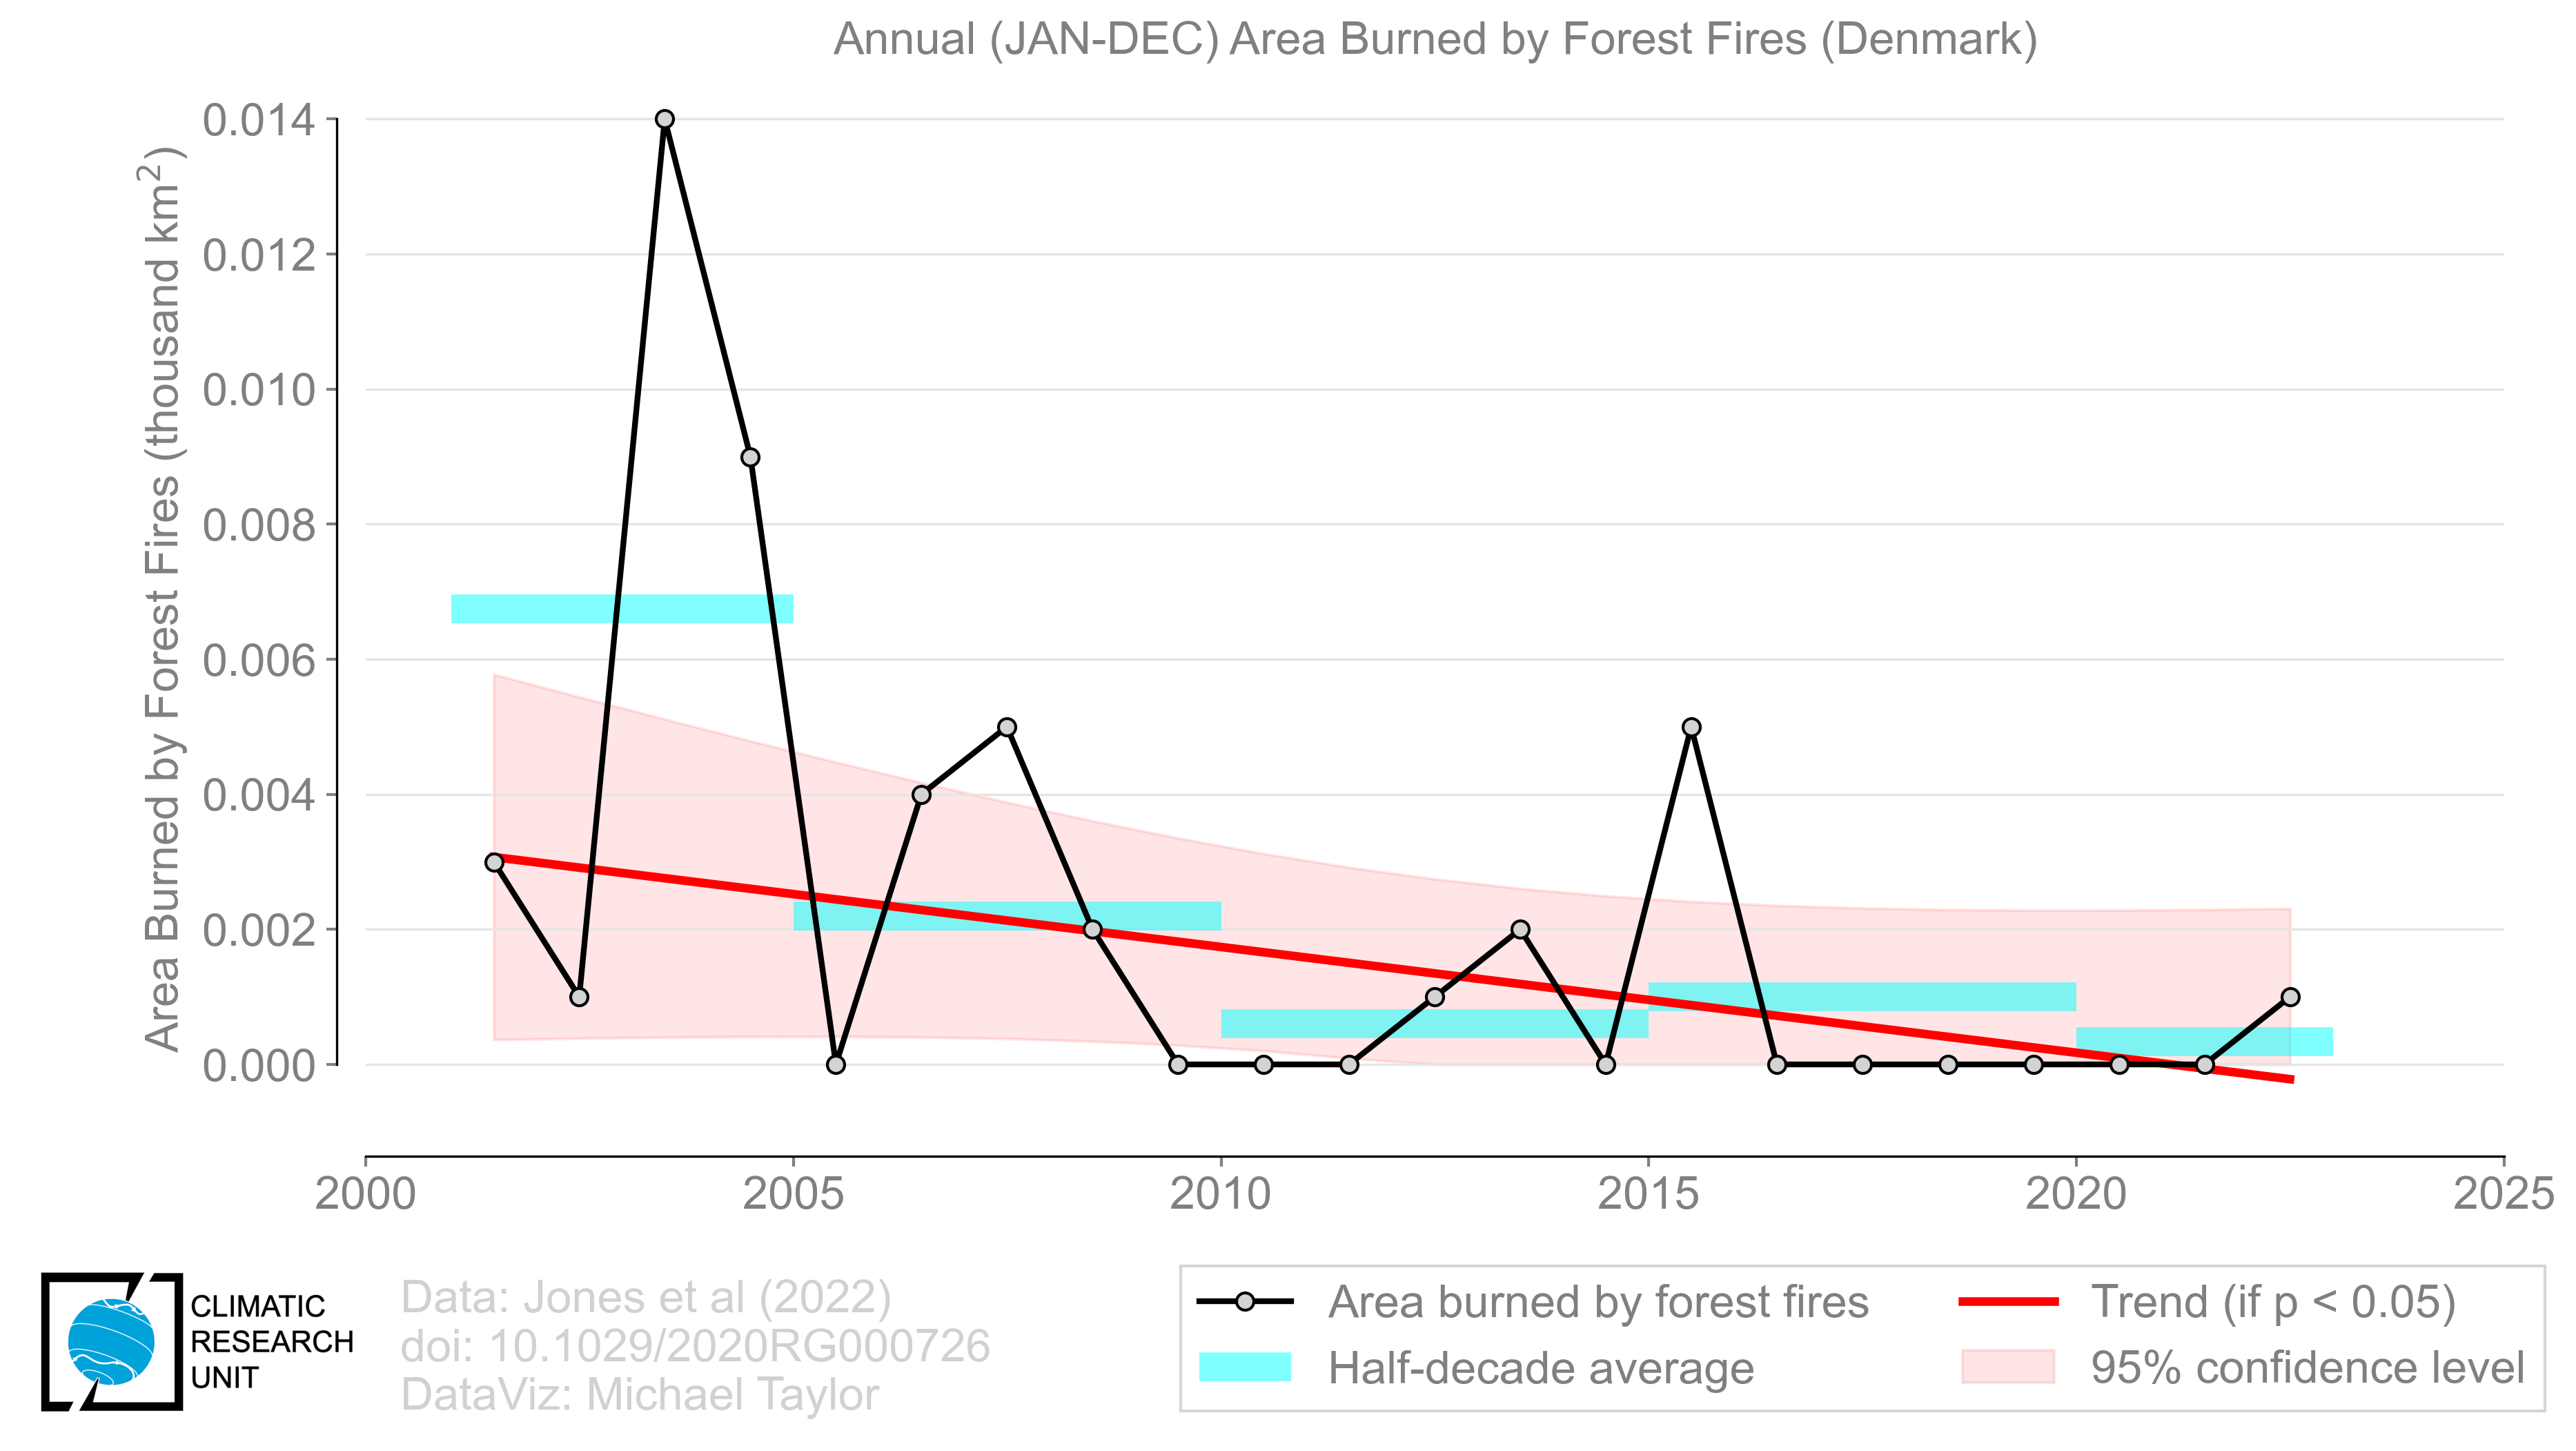 Annual (JAN-DEC) Area Burned by Forest Fires (Denmark)
Area Burned by Forest Fires (thousand km²)
0.014
0.012
0.010
0.008
0.006
0.004
0.002
0.000
2000 2005 2010 2015 2020 2025
CLIMATIC
RESEARCH
UNIT
Data: Jones et al (2022)
doi: 10.1029/2020RG000726
DataViz: Michael Taylor
Area burned by forest fires
Half-decade average
Trend (if p < 0.05)
95% confidence level